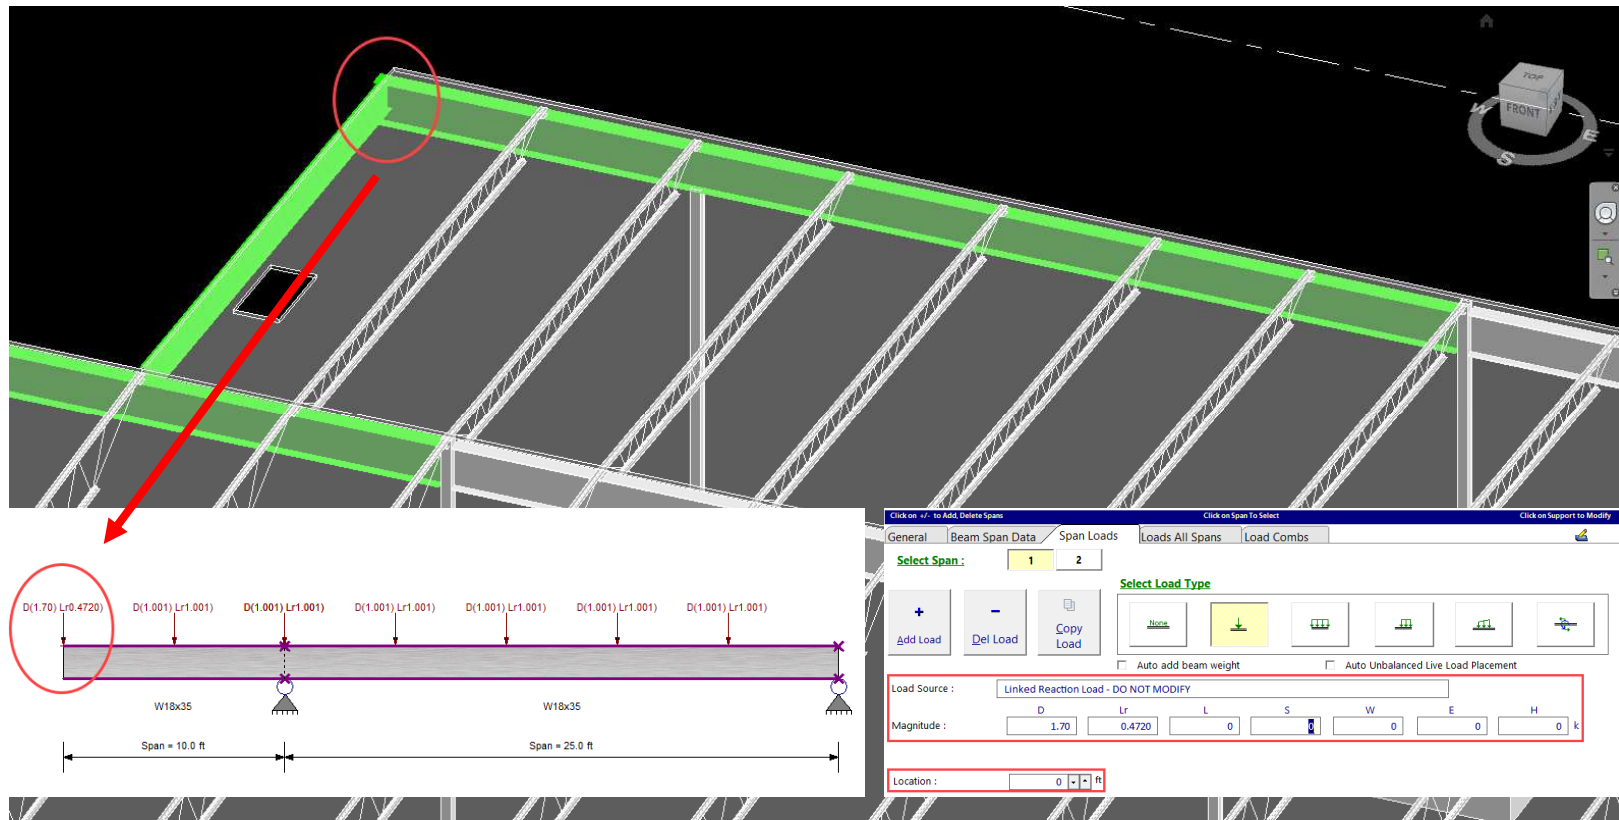 TOP
FRONT
W
E
S
Click on +/- to Add, Delete Spans
Click on Span To Select
Click on Support to Modify
General
Beam Span Data
Span Loads
Loads All Spans
Load Combs
Select Span :
1
2
Select Load Type
+
Add Load
−
Del Load
Copy
Load
None
Auto add beam weight
Auto Unbalanced Live Load Placement
Load Source :
Linked Reaction Load - DO NOT MODIFY
D
Lr
L
S
W
E
H
Magnitude :
1.70
0.4720
0
0
0
0
0
k
Location :
0
ft
D(1.70) Lr0.4720)
D(1.001) Lr1.001)
D(1.001) Lr1.001)
D(1.001) Lr1.001)
D(1.001) Lr1.001)
D(1.001) Lr1.001)
D(1.001) Lr1.001)
W18x35
W18x35
Span = 10.0 ft
Span = 25.0 ft